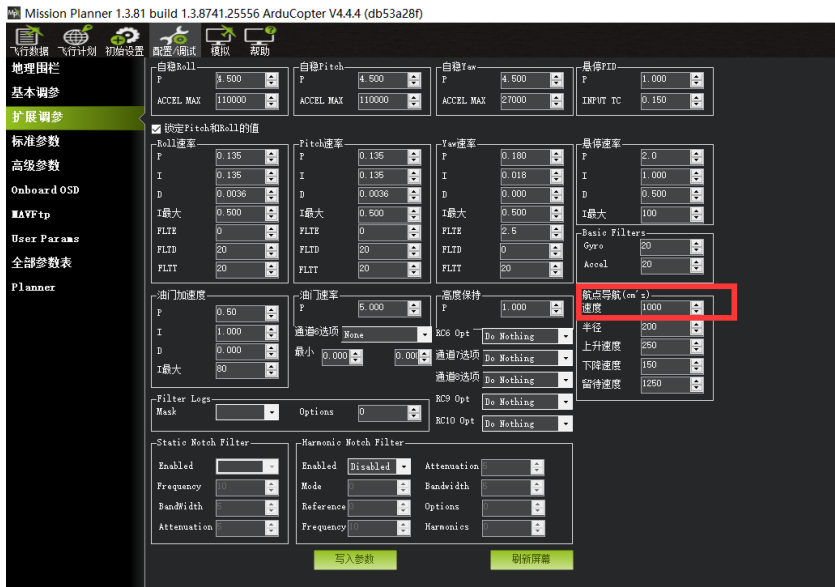 Mission Planner 1.3.81 build 1.3.8741.25556 ArduCopter V4.4.4 (db53a28f)
飞行数据 飞行计划 初始设置 配置/调试 模拟 帮助
地理围栏
基本调参
扩展调参
标准参数
高级参数
Onboard OSD
MAVFtp
User Params
全部参数表
Planner
自稳Roll
P 4.500
ACCEL MAX 110000
自稳Pitch
P 4.500
ACCEL MAX 110000
自稳Yaw
P 4.500
ACCEL MAX 27000
悬停PID
P 1.000
INPUT TC 0.150
锁定Pitch和Roll的值
Roll速率
P 0.135
I 0.135
D 0.0036
I最大 0.500
FLTE 0
FLTD 20
FLTT 20
Pitch速率
P 0.135
I 0.135
D 0.0036
I最大 0.500
FLTE 0
FLTD 20
FLTT 20
Yaw速率
P 0.180
I 0.018
D 0.000
I最大 0.500
FLTE 2.5
FLTD 0
FLTT 20
悬停速率
P 2.0
I 1.000
D 0.500
I最大 100
Basic Filters
Gyro 20
Accel 20
油门加速度
P 0.50
I 1.000
D 0.000
I最大 80
油门速率
P 5.000
通道6选项 None
最小 0.000 0.00
高度保持
P 1.000
RC6 Opt Do Nothing
通道7选项 Do Nothing
通道8选项 Do Nothing
RC9 Opt Do Nothing
RC10 Opt Do Nothing
航点导航(cm's)
速度 1000
半径 200
上升速度 250
下降速度 150
留待速度 1250
Filter Logs
Mask
Options 0
Static Notch Filter
Enabled
Frequency 10
BandWidth 5
Attenuation 5
Harmonic Notch Filter
Enabled Disabled
Mode 0
Reference 0
Frequency 10
Attenuation 5
Bandwidth 5
Options 0
Harmonics 0
写入参数
刷新屏幕